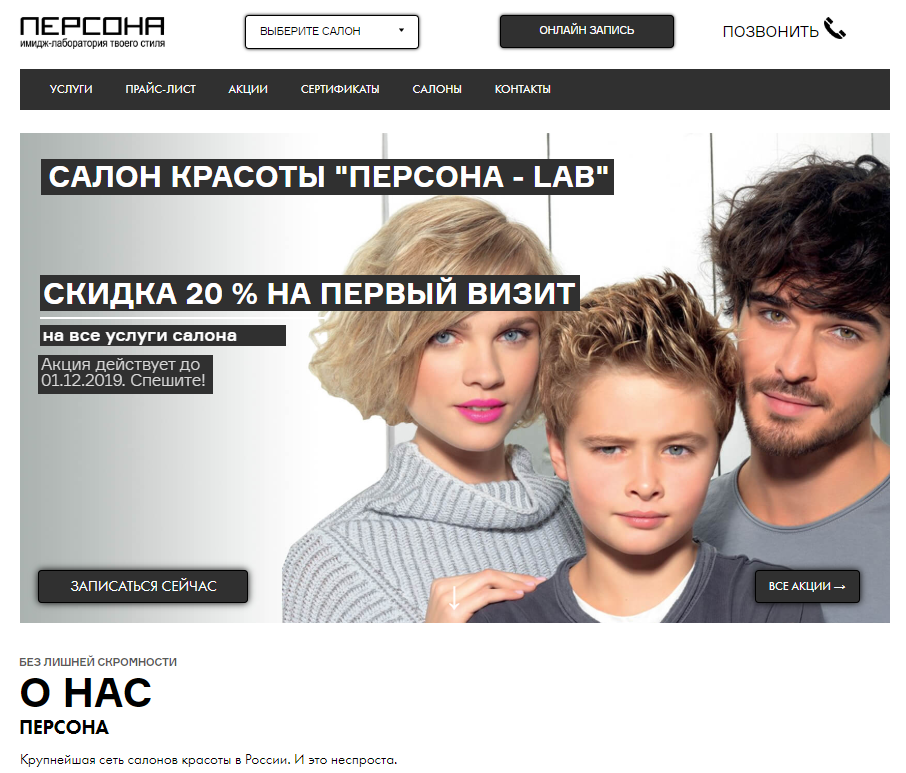 ПЕРСОНА
имидж-лаборатория твоего стиля
ВЫБЕРИТЕ САЛОН
ОНЛАЙН ЗАПИСЬ
ПОЗВОНИТЬ
УСЛУГИ ПРАЙС-ЛИСТ АКЦИИ СЕРТИФИКАТЫ САЛОНЫ КОНТАКТЫ
САЛОН КРАСОТЫ "ПЕРСОНА - LAB"
СКИДКА 20 % НА ПЕРВЫЙ ВИЗИТ
на все услуги салона
Акция действует до
01.12.2019. Спешите!
ЗАПИСАТЬСЯ СЕЙЧАС
ВСЕ АКЦИИ →
БЕЗ ЛИШНЕЙ СКРОМНОСТИ
О НАС
ПЕРСОНА
Крупнейшая сеть салонов красоты в России. И это неспроста.